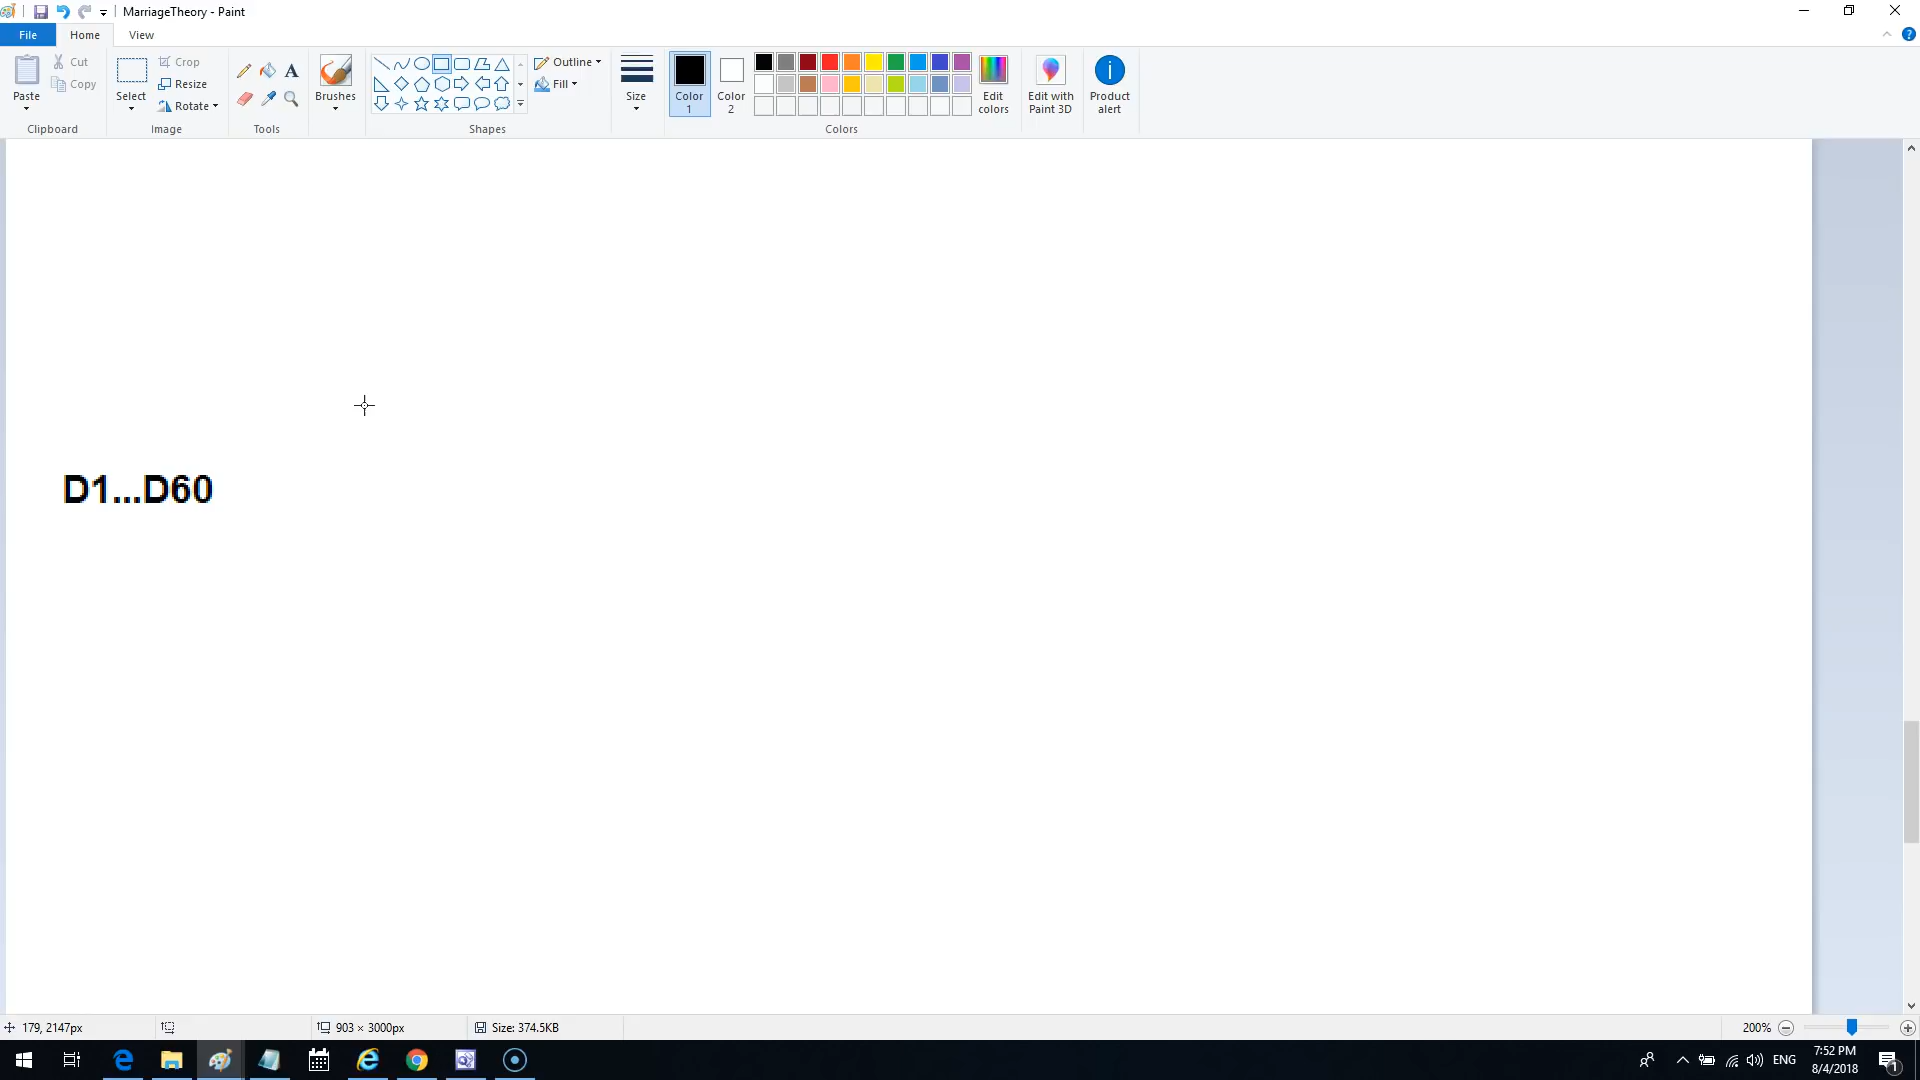 MarriageTheory - Paint
File Home View
Paste
Cut
Copy
Clipboard
Select
Crop
Resize
Rotate
Image
A
Tools
Brushes
Shapes
Outline
Fill
Size
Color 1
Color 2
Colors
Edit colors
Edit with Paint 3D
Product alert
D1...D60
179, 2147px
903 × 3000px
Size: 374.5KB
200%
ENG
7:52 PM
8/4/2018
1